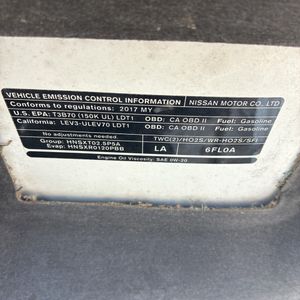 VEHICLE EMISSION CONTROL INFORMATION NISSAN MOTOR CO., LTD
Conforms to regulations: 2017 MY
U.S. EPA: T3B70 (150K UL) LDT1 OBD: CA OBD II Fuel: Gasoline
California: LEV3-ULEV70 LDT1 OBD: CA OBD II Fuel: Gasoline
No adjustments needed.
Group: HNSXT02.5P5A TWC(2)/HO2S/WR-HO2S/SFI
Evap: HNSXR0120PBB LA 6FL0A
Engine Oil Viscosity: SAE 0W-20